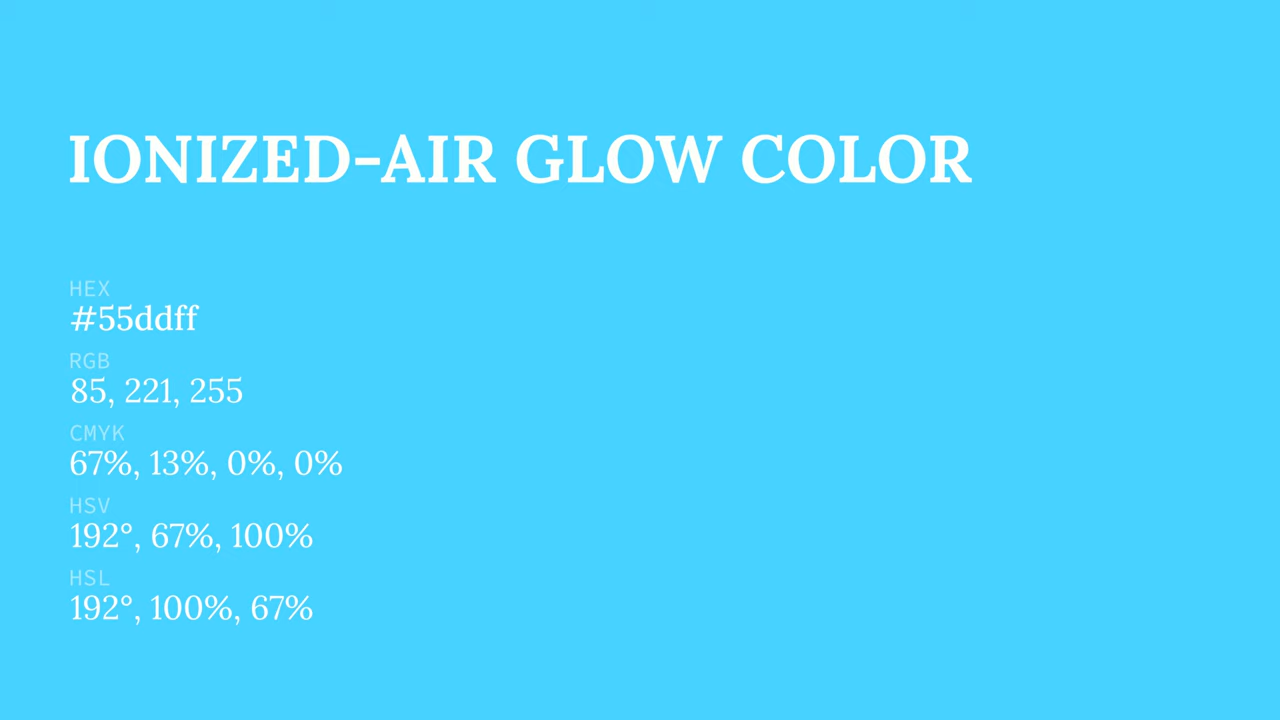 IONIZED-AIR GLOW COLOR
HEX
#55ddff
RGB
85, 221, 255
CMYK
67%, 13%, 0%, 0%
HSV
192°, 67%, 100%
HSL
192°, 100%, 67%